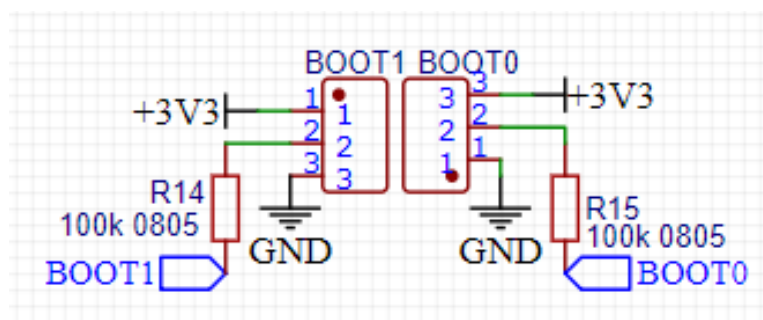 BOOT1 BOOT0
+3V3 1 1 3 3 +3V3
2 2 2 2
3 3 1 1
R14 R15
100k 0805 100k 0805
GND GND
BOOT1 BOOT0